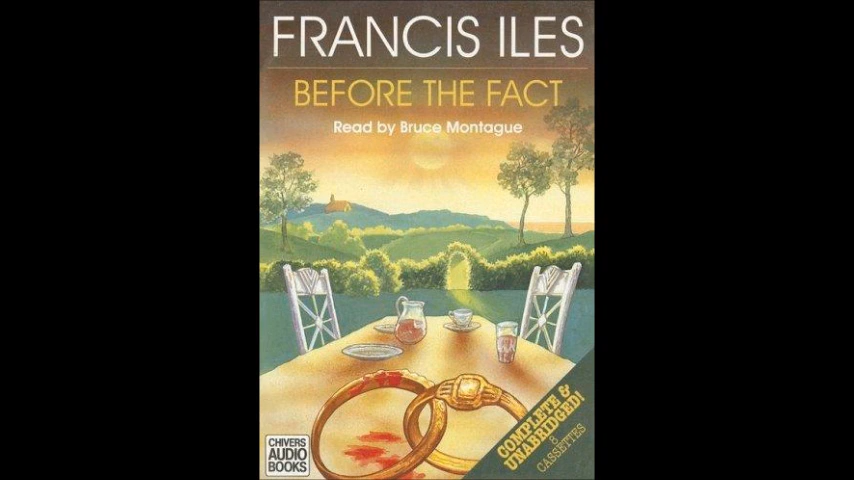 FRANCIS ILES
BEFORE THE FACT
Read by Bruce Montague
COMPLETE &
UNABRIDGED!
8
CASSETTES
CHIVERS
AUDIO
BOOKS